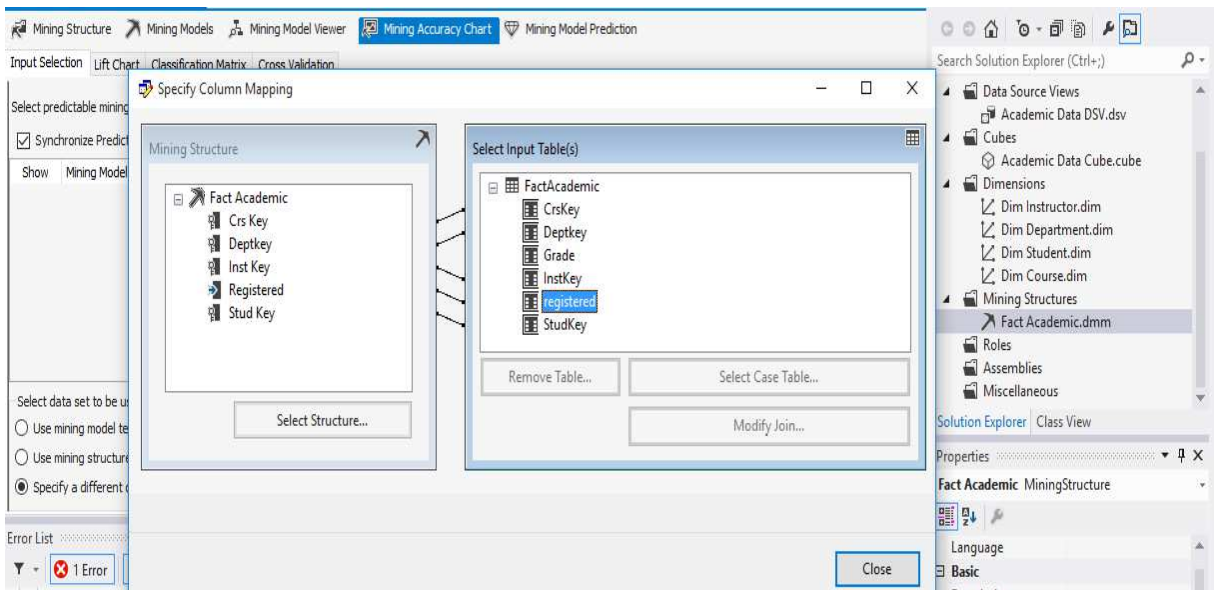 Mining Structure Mining Models Mining Model Viewer Mining Accuracy Chart Mining Model Prediction
Input Selection Lift Chart Classification Matrix Cross Validation
Select predictable mining
Synchronize Predict
Show Mining Model
Select data set to be u
Use mining model te
Use mining structure
Specify a different
Error List
1 Error
Specify Column Mapping
Mining Structure
Fact Academic
Crs Key
Deptkey
Inst Key
Registered
Stud Key
Select Structure...
Select Input Table(s)
FactAcademic
CrsKey
Deptkey
Grade
InstKey
registered
StudKey
Remove Table... Select Case Table...
Modify Join...
Close
Search Solution Explorer (Ctrl+;)
Data Source Views
Academic Data DSV.dsv
Cubes
Academic Data Cube.cube
Dimensions
Dim Instructor.dim
Dim Department.dim
Dim Student.dim
Dim Course.dim
Mining Structures
Fact Academic.dmm
Roles
Assemblies
Miscellaneous
Solution Explorer Class View
Properties
Fact Academic MiningStructure
Language
Basic